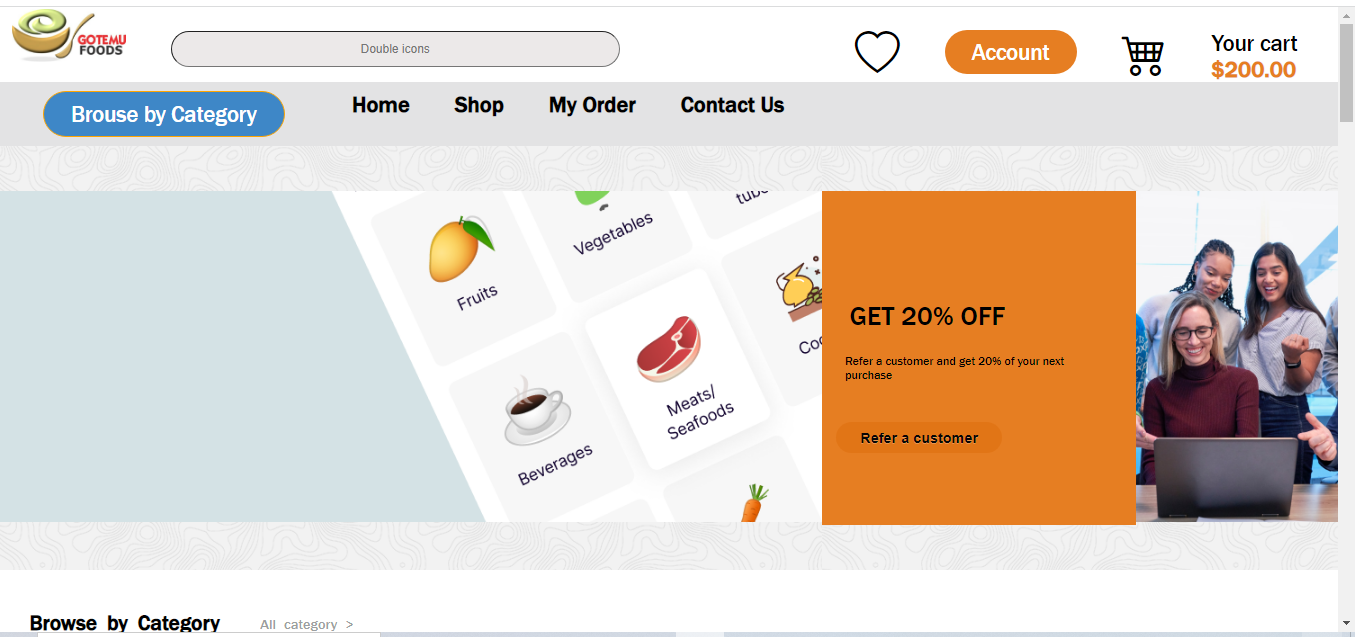 GOTEMU
FOODS
Double icons
Account
Your cart
$200.00
Brouse by Category
Home
Shop
My Order
Contact Us
Fruits
Vegetables
tube
Beverages
Meats/
Seafoods
Coo
GET 20% OFF
Refer a customer and get 20% of your next
purchase
Refer a customer
Browse by Category
All category >